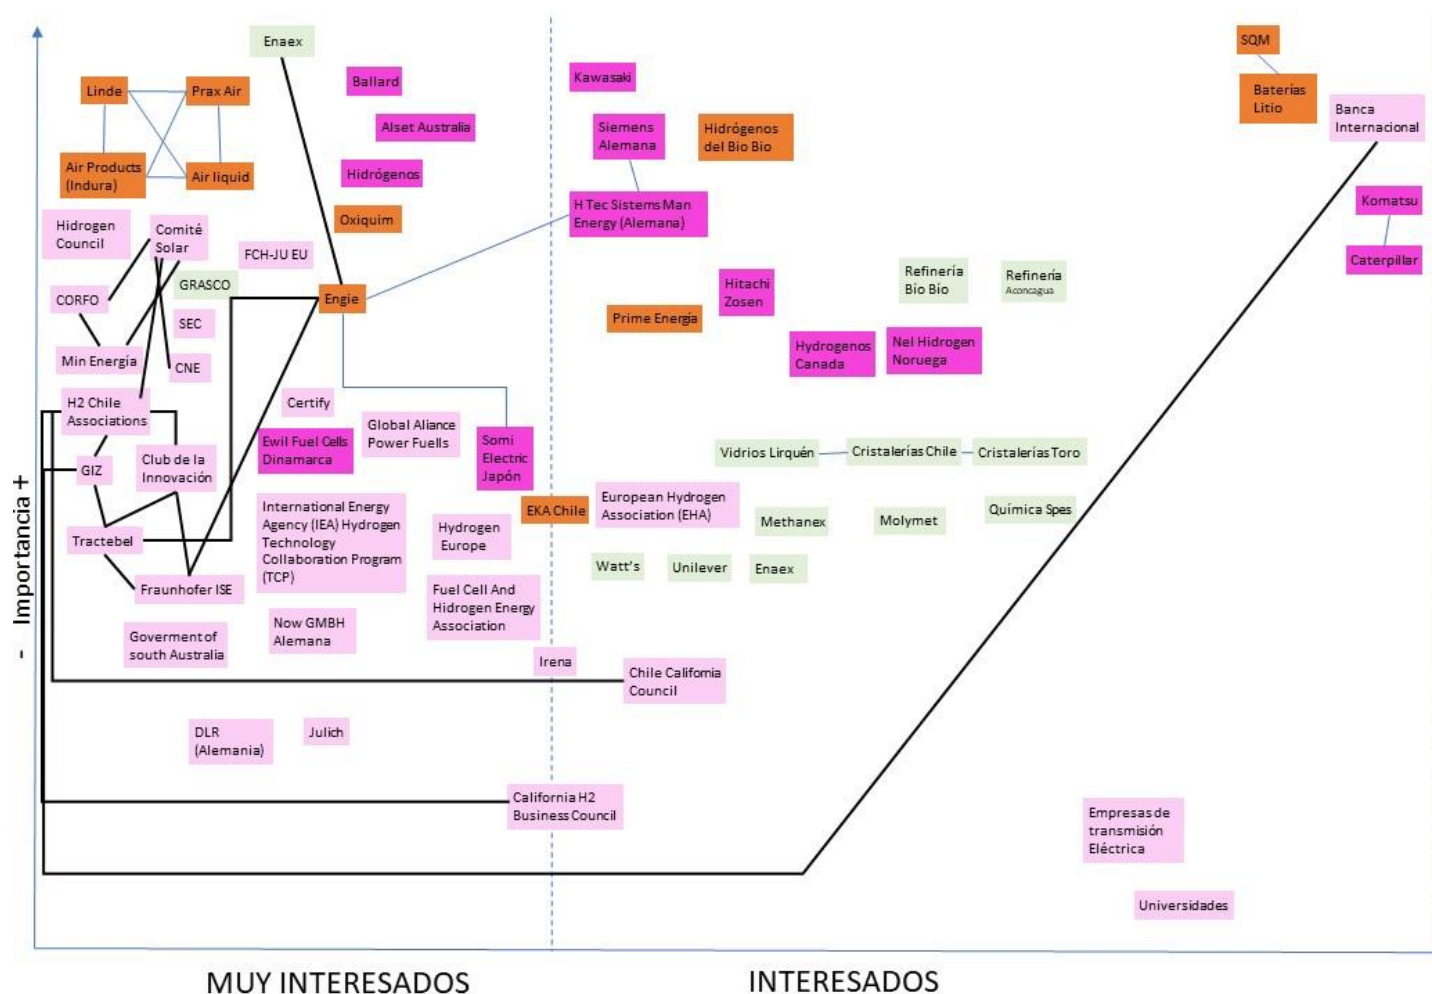 Enaex
SQM
Linde
Prax Air
Ballard
Kawasaki
Baterías
Litio
Banca
Internacional
Alset Australia
Siemens
Alemana
Hidrógenos
del Bio Bio
Air Products
(Indura)
Air liquid
Hidrógenos
H Tec Sistems Man
Energy (Alemana)
Komatsu
Oxiquim
Hidrogen
Council
Comité
Solar
FCH-JU EU
Caterpillar
GRASCO
Refinería
Bío Bío
Refinería
Aconcagua
CORFO
Engie
Hitachi
Zosen
SEC
Prime Energía
Min Energía
CNE
Hydrogenos
Canada
Nel Hidrogen
Noruega
H2 Chile
Associations
Certify
Global Aliance
Power Fuells
Ewil Fuel Cells
Dinamarca
Somi
Electric
Japón
Vidrios Lirquén
Cristalerías Chile
Cristalerías Toro
GIZ
Club de la
Innovación
EKA Chile
European Hydrogen
Association (EHA)
International Energy
Agency (IEA) Hydrogen
Technology
Collaboration Program
(TCP)
Hydrogen
Europe
Methanex
Molymet
Química Spes
Tractebel
Watt's
Unilever
Enaex
Fraunhofer ISE
Fuel Cell And
Hidrogen Energy
Association
Goverment of
south Australia
Now GMBH
Alemana
Irena
Chile California
Council
DLR
(Alemania)
Julich
California H2
Business Council
Empresas de
transmisión
Eléctrica
Universidades
- Importancia +
MUY INTERESADOS
INTERESADOS